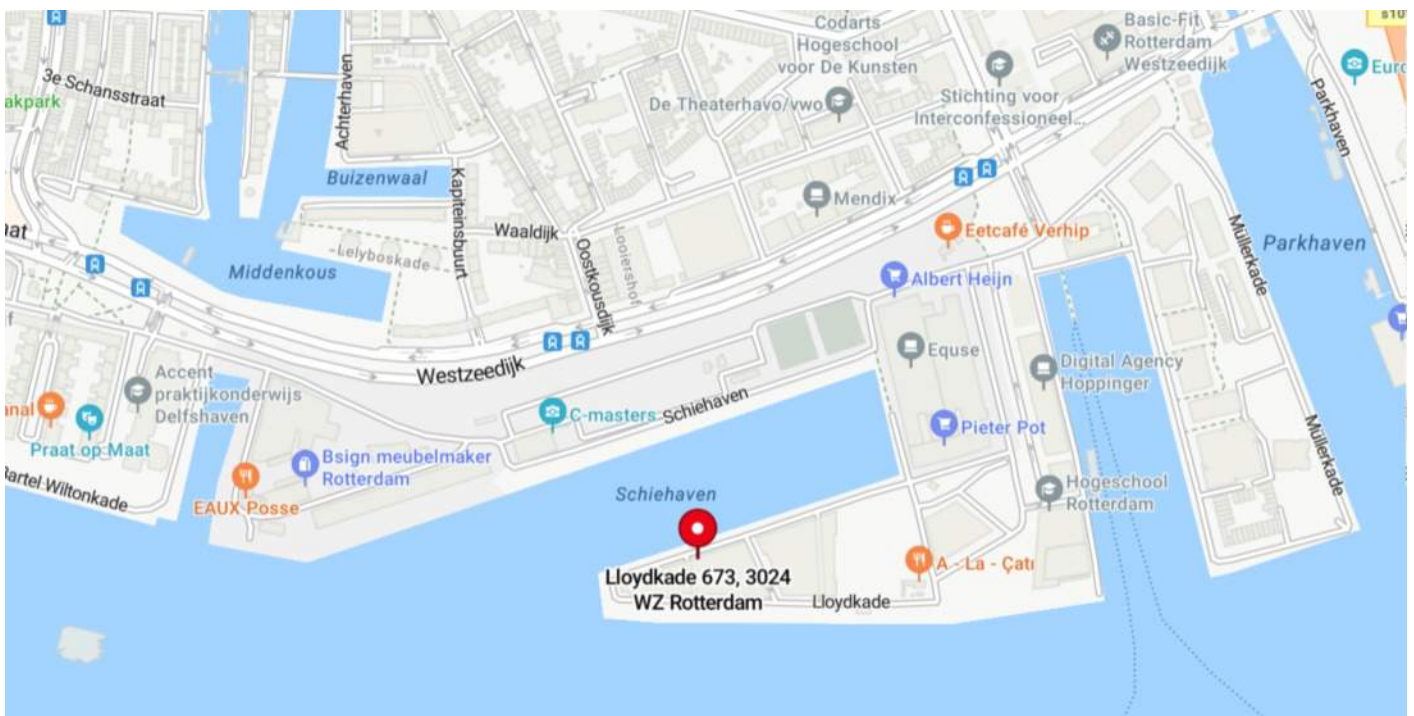 Codarts
Hogeschool
voor De Kunsten
Basic-Fit
Rotterdam
Westzeedijk
s10
3e Schansstraat
akpark
Achterhaven
De Theaterhavo/vwo
Stichting voor
Interconfessioneel...
Parkhaven
Euro
Buizenwaal
Kapiteinsbuurt
Mendix
Waaldijk
Lelyboskade
Looiershof
Oostkousdijk
Middenkous
Eetcafé Verhip
Müllerkade
Parkhaven
Albert Heijn
Westzeedijk
Equse
Digital Agency
Hoppinger
Accent
praktijkonderwijs
Delfshaven
C-masters
Schiehaven
Pieter Pot
Müllerkade
Praat op Maat
Bsign meubelmaker
Rotterdam
Bartel Wiltonkade
EAUX Posse
Schiehaven
Hogeschool
Rotterdam
A - La - Çatı
Lloydkade 673, 3024
WZ Rotterdam
Lloydkade